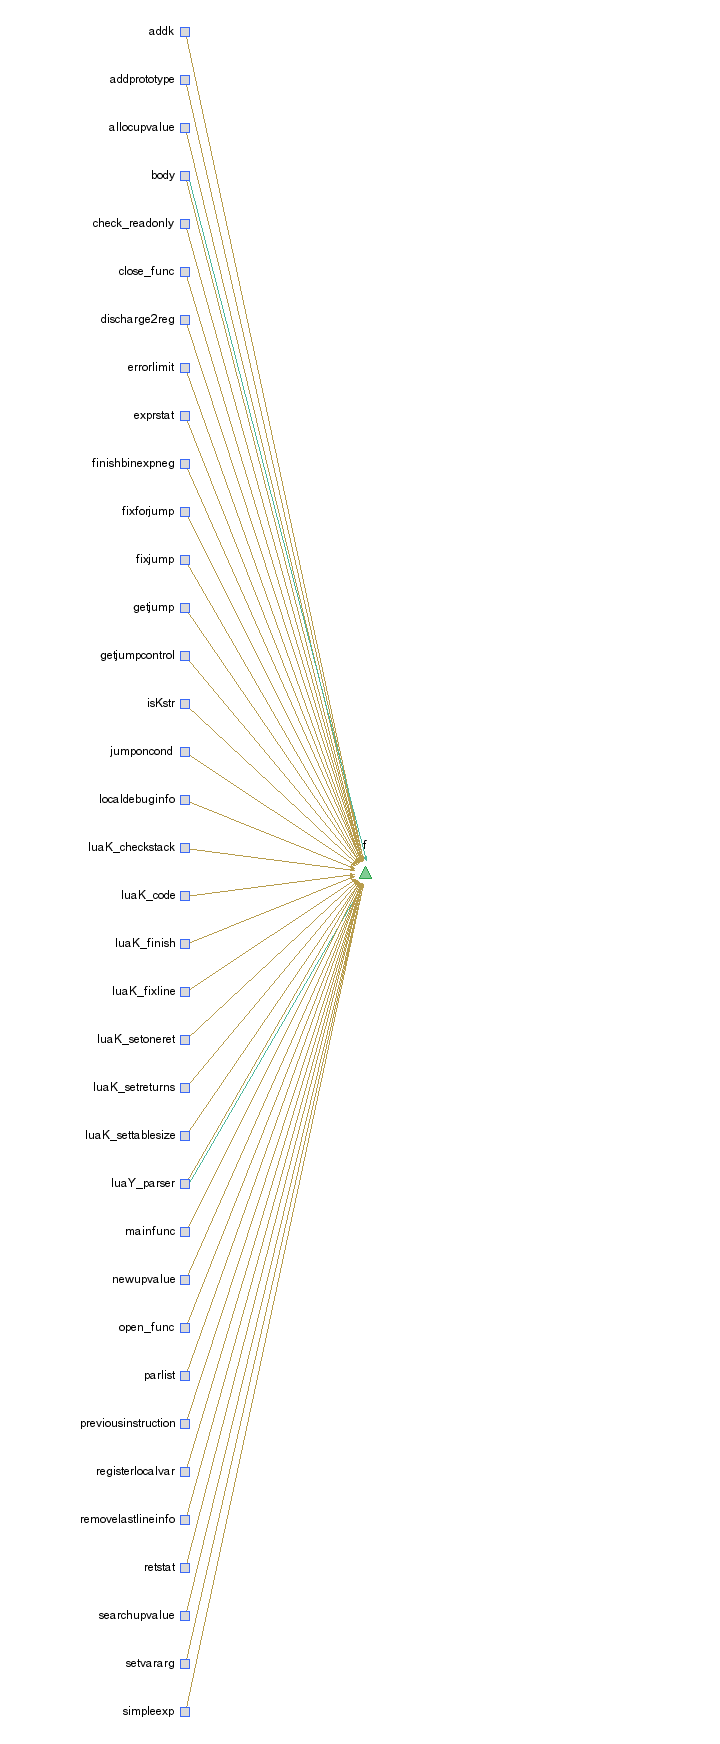 addk
addprototype
allocupvalue
body
check_readonly
close_func
discharge2reg
errorlimit
exprstat
finishbinexpneg
fixforjump
fixjump
getjump
getjumpcontrol
isKstr
jumponcond
localdebuginfo
f
luaK_checkstack
luaK_code
luaK_finish
luaK_fixline
luaK_setoneret
luaK_setreturns
luaK_settablesize
luaY_parser
mainfunc
newupvalue
open_func
parlist
previousinstruction
registerlocalvar
removelastlineinfo
retstat
searchupvalue
setvararg
simpleexp